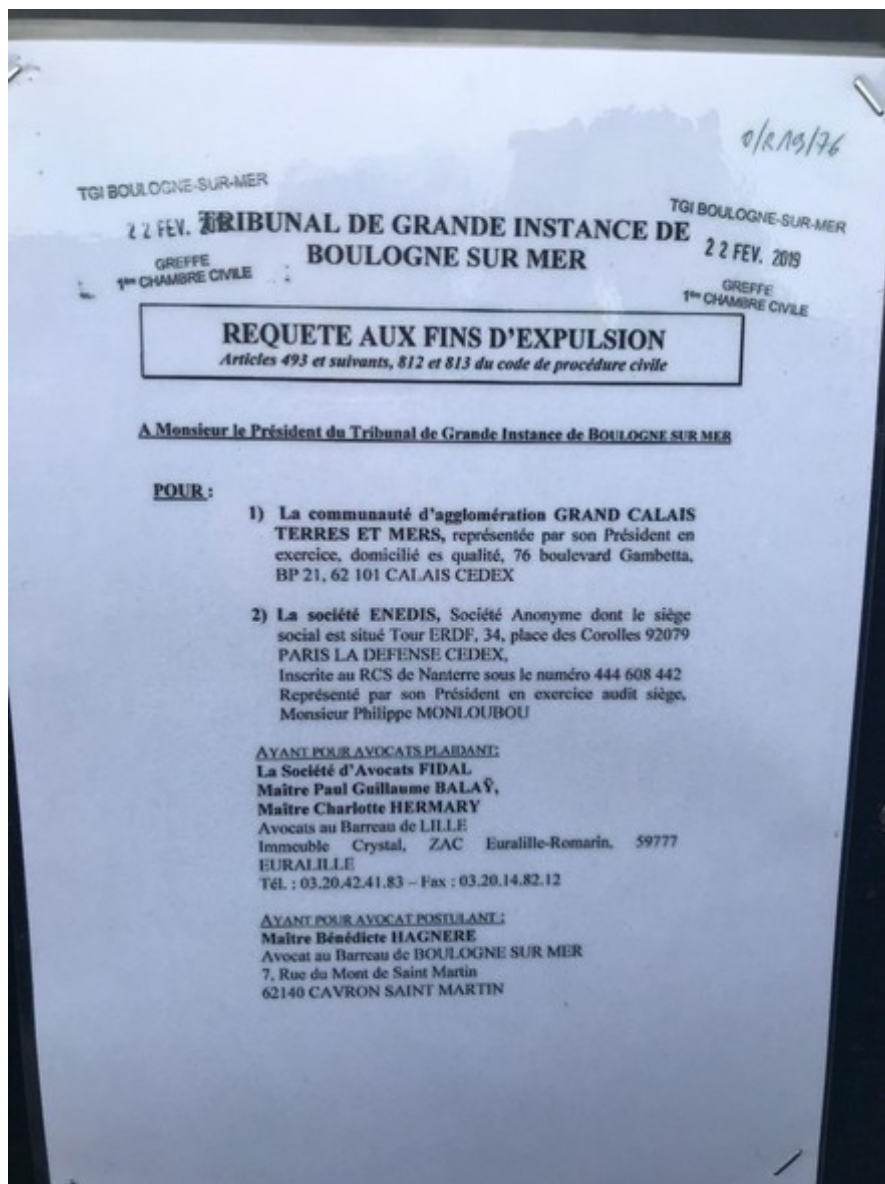 O/R19/76
TGI BOULOGNE-SUR-MER
22 FEV.
GREFFE
1ère CHAMBRE CIVILE
TGI BOULOGNE-SUR-MER
22 FEV. 2019
GREFFE
1ère CHAMBRE CIVILE
TRIBUNAL DE GRANDE INSTANCE DE
BOULOGNE SUR MER
REQUETE AUX FINS D'EXPULSION
Articles 493 et suivants, 812 et 813 du code de procédure civile
A Monsieur le Président du Tribunal de Grande Instance de BOULOGNE SUR MER
POUR :
1) La communauté d'agglomération GRAND CALAIS
TERRES ET MERS, représentée par son Président en
exercice, domicilié es qualité, 76 boulevard Gambetta,
BP 21, 62 101 CALAIS CEDEX
2) La société ENEDIS, Société Anonyme dont le siège
social est situé Tour ERDF, 34, place des Corolles 92079
PARIS LA DEFENSE CEDEX,
Inscrite au RCS de Nanterre sous le numéro 444 608 442
Représenté par son Président en exercice audit siège,
Monsieur Philippe MONLOUBOU
AYANT POUR AVOCATS PLAIDANT:
La Société d'Avocats FIDAL
Maître Paul Guillaume BALAŸ,
Maître Charlotte HERMARY
Avocats au Barreau de LILLE
Immeuble Crystal, ZAC Euralille-Romarin, 59777
EURALILLE
Tél. : 03.20.42.41.83 – Fax : 03.20.14.82.12
AYANT POUR AVOCAT POSTULANT :
Maître Bénédicte HAGNERE
Avocat au Barreau de BOULOGNE SUR MER
7, Rue du Mont de Saint Martin
62140 CAVRON SAINT MARTIN